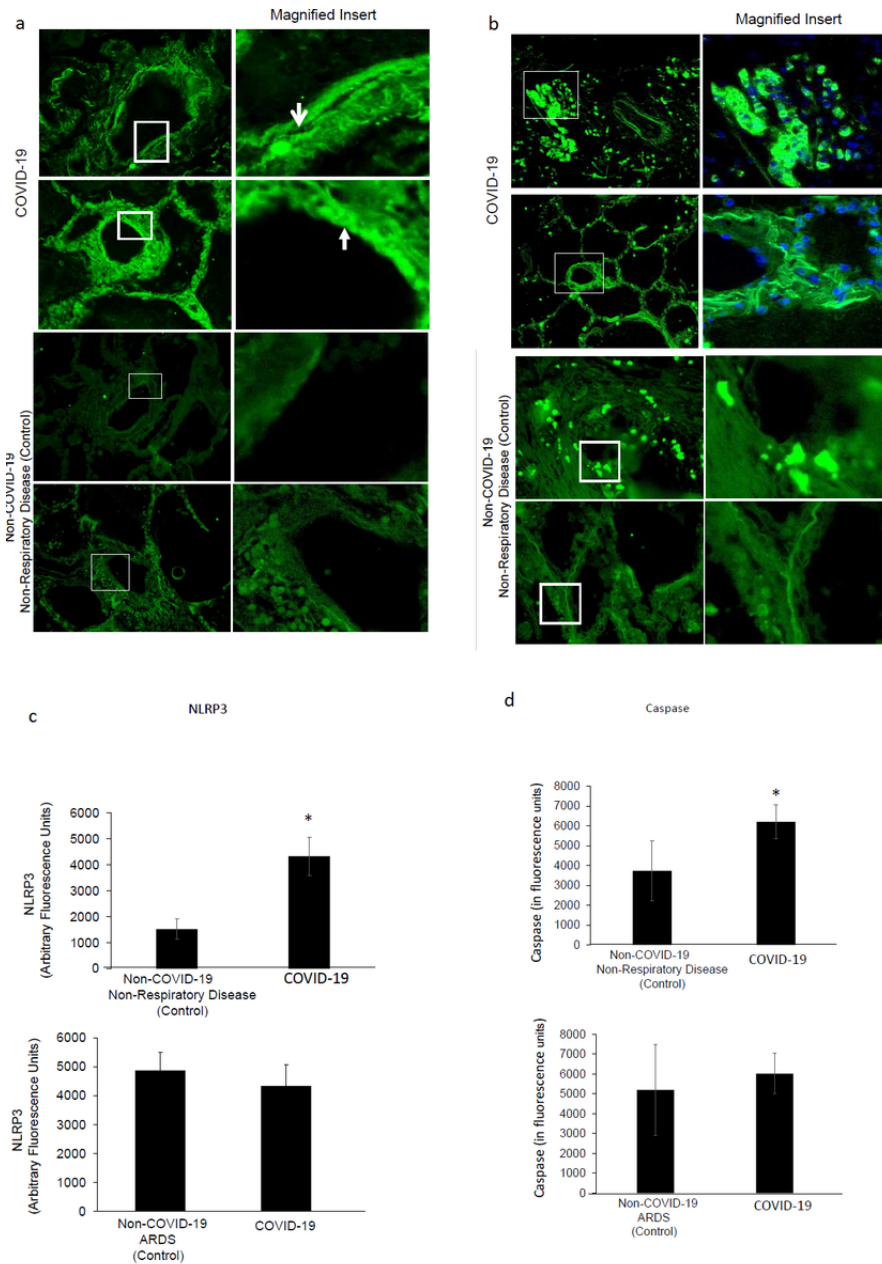 a
Magnified Insert
COVID-19
Non-COVID-19
Non-Respiratory Disease (Control)
b
Magnified Insert
COVID-19
Non-COVID-19
Non-Respiratory Disease (Control)
c
NLRP3
NLRP3
(Arbitrary Fluorescence Units)
6000
5000
4000
3000
2000
1000
0
*
Non-COVID-19
Non-Respiratory Disease
(Control)
COVID-19
NLRP3
(Arbitrary Fluorescence Units)
6000
5000
4000
3000
2000
1000
0
Non-COVID-19
ARDS
(Control)
COVID-19
d
Caspase
Caspase (in fluorescence units)
8000
7000
6000
5000
4000
3000
2000
1000
0
*
Non-COVID-19
Non-Respiratory Disease
(Control)
COVID-19
Caspase (in fluorescence units)
8000
7000
6000
5000
4000
3000
2000
1000
0
Non-COVID-19
ARDS
(Control)
COVID-19